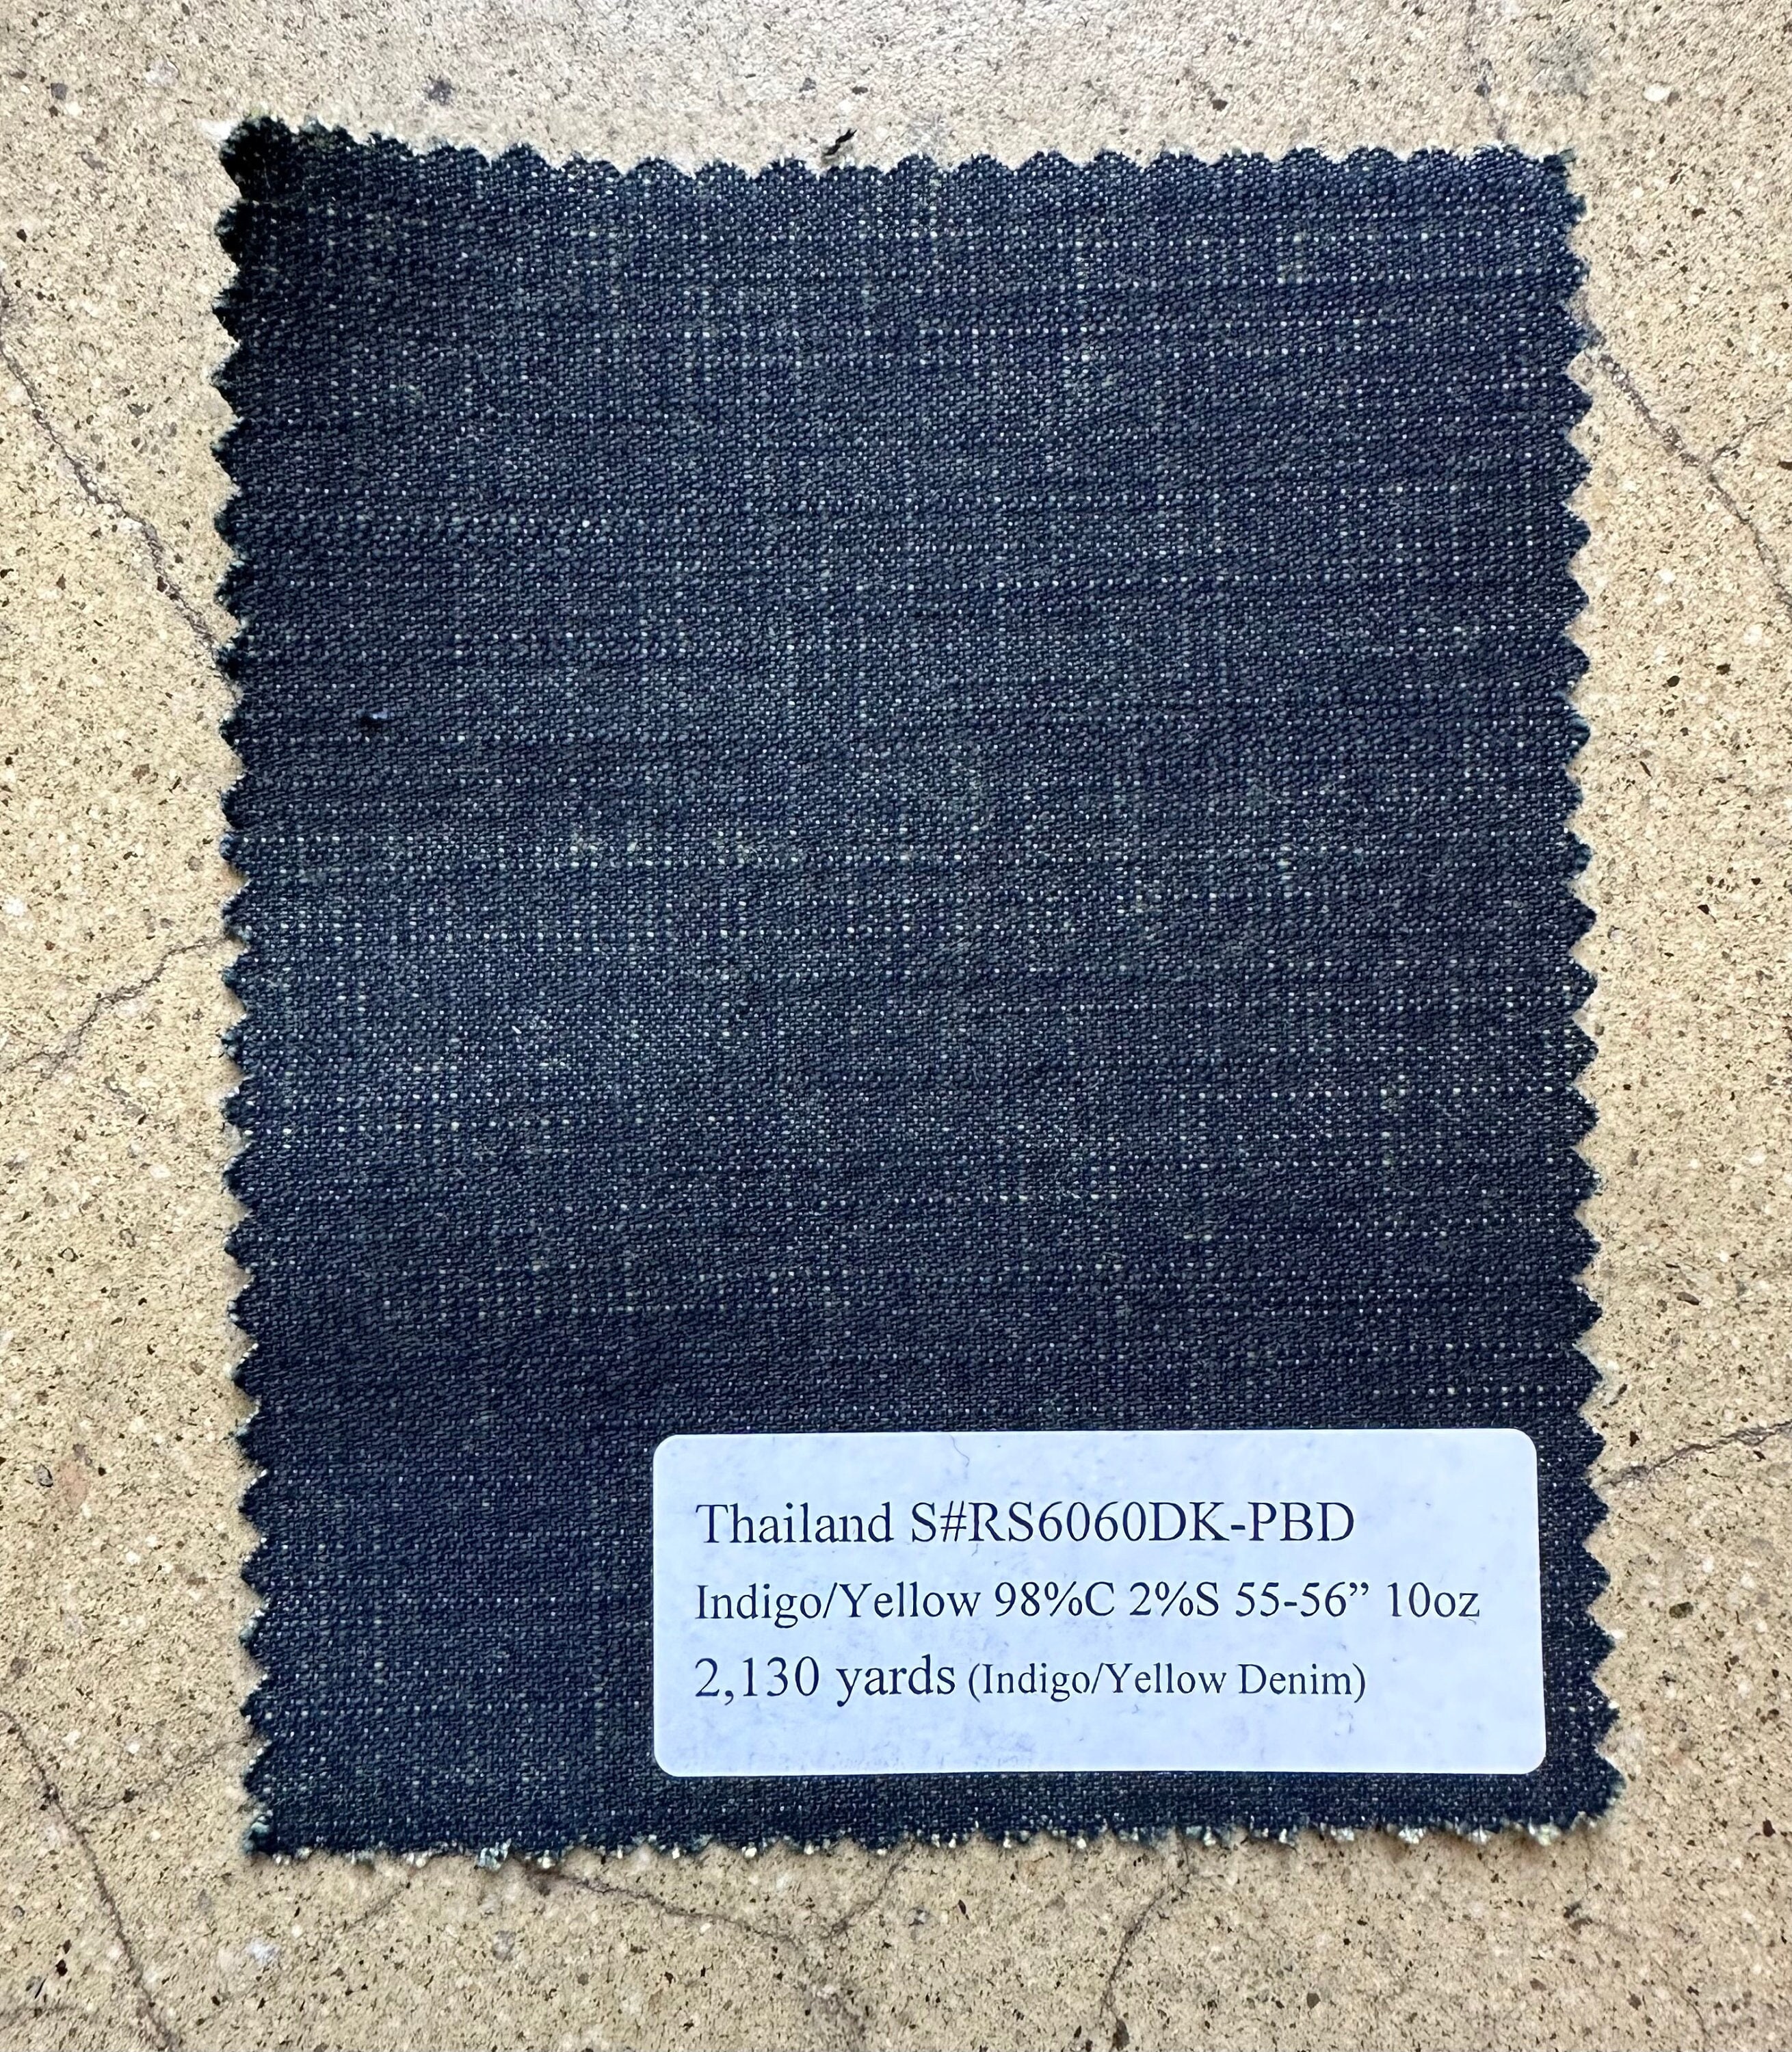 Thailand S#RS6060DK-PBD
Indigo/Yellow 98%C 2%S 55-56” 10oz
2,130 yards (Indigo/Yellow Denim)